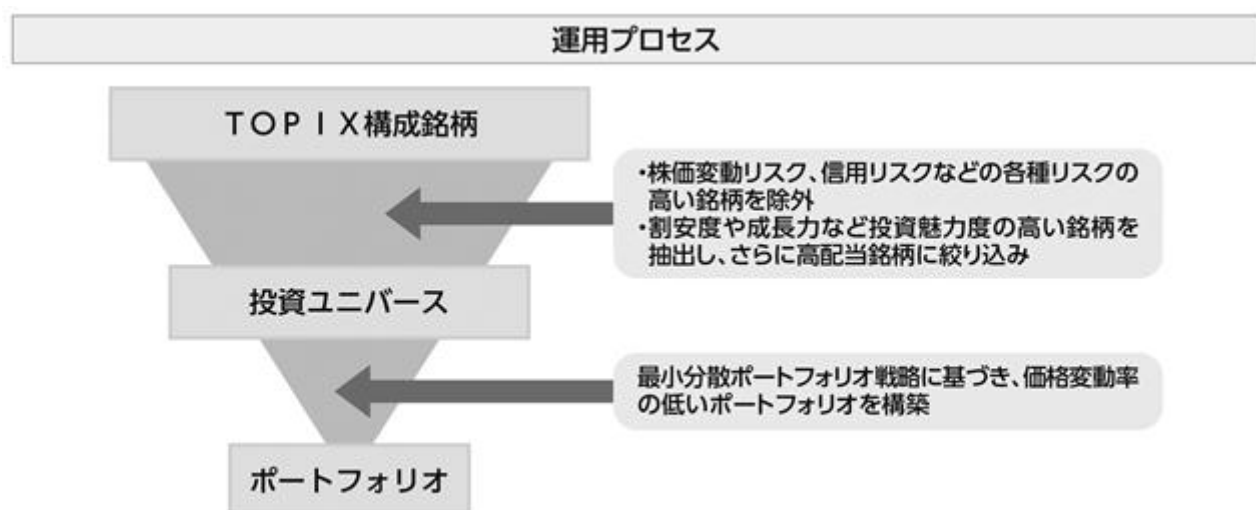 運用プロセス
ＴＯＰＩＸ構成銘柄
・株価変動リスク、信用リスクなどの各種リスクの
高い銘柄を除外
・割安度や成長力など投資魅力度の高い銘柄を
抽出し、さらに高配当銘柄に絞り込み
投資ユニバース
最小分散ポートフォリオ戦略に基づき、価格変動率
の低いポートフォリオを構築
ポートフォリオ